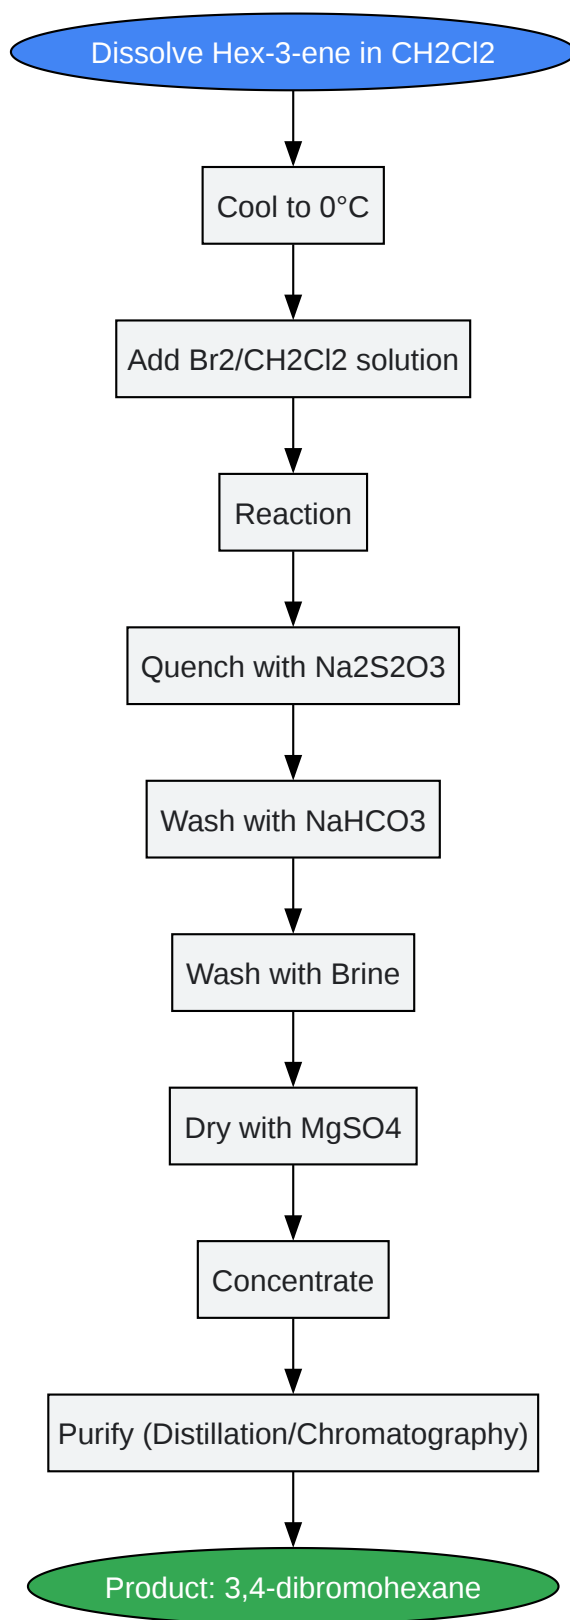 Dissolve Hex-3-ene in CH2Cl2
Cool to 0°C
Add Br2/CH2Cl2 solution
Reaction
Quench with Na2S2O3
Wash with NaHCO3
Wash with Brine
Dry with MgSO4
Concentrate
Purify (Distillation/Chromatography)
Product: 3,4-dibromohexane